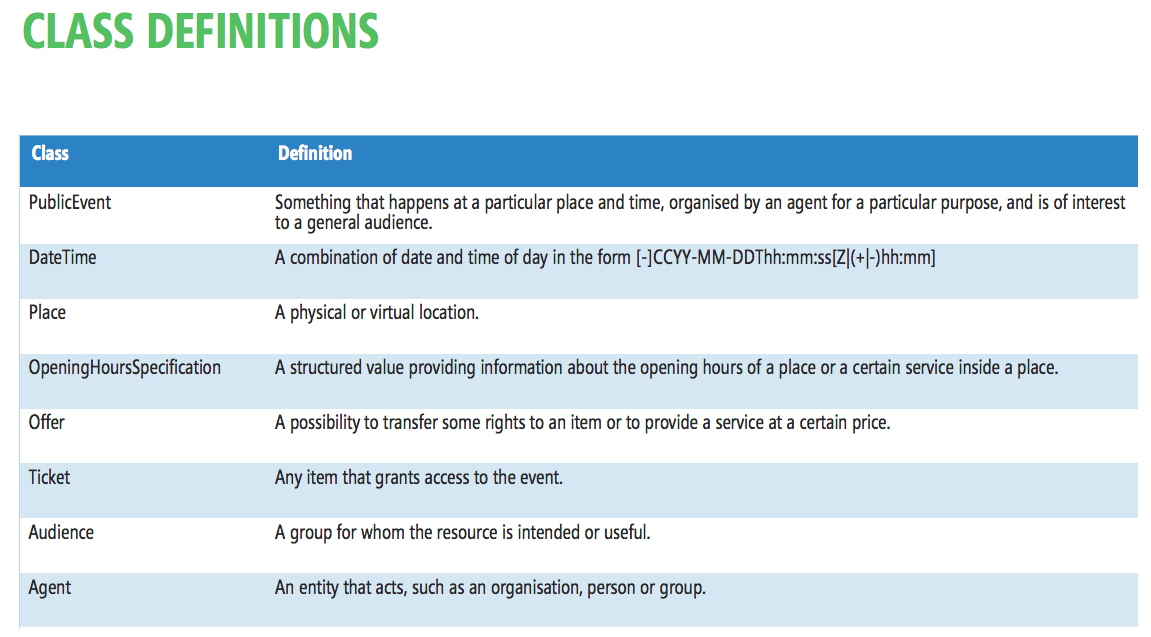 CLASS DEFINITIONS
Class Definition
PublicEvent Something that happens at a particular place and time, organised by an agent for a particular purpose, and is of interest
to a general audience.
DateTime A combination of date and time of day in the form [-]CCYY-MM-DDThh:mm:ss[Z|(+|-)hh:mm]
Place A physical or virtual location.
OpeningHoursSpecification A structured value providing information about the opening hours of a place or a certain service inside a place.
Offer A possibility to transfer some rights to an item or to provide a service at a certain price.
Ticket Any item that grants access to the event.
Audience A group for whom the resource is intended or useful.
Agent An entity that acts, such as an organisation, person or group.